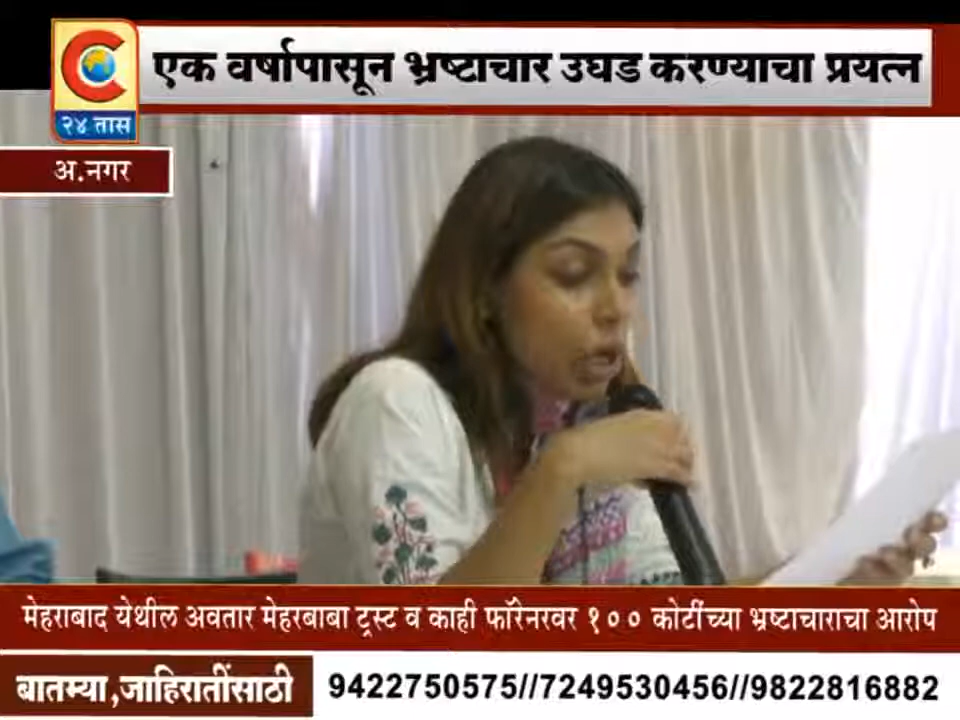 एक वर्षापासून भ्रष्टाचार उघड करण्याचा प्रयत्न
२४ तास
अ.नगर
मेहराबाद येथील अवतार मेहरबाबा ट्रस्ट व काही फॉरेनरवर १०० कोटींच्या भ्रष्टाचाराचा आरोप
बातम्या,जाहिरातींसाठी
9422750575//7249530456//9822816882